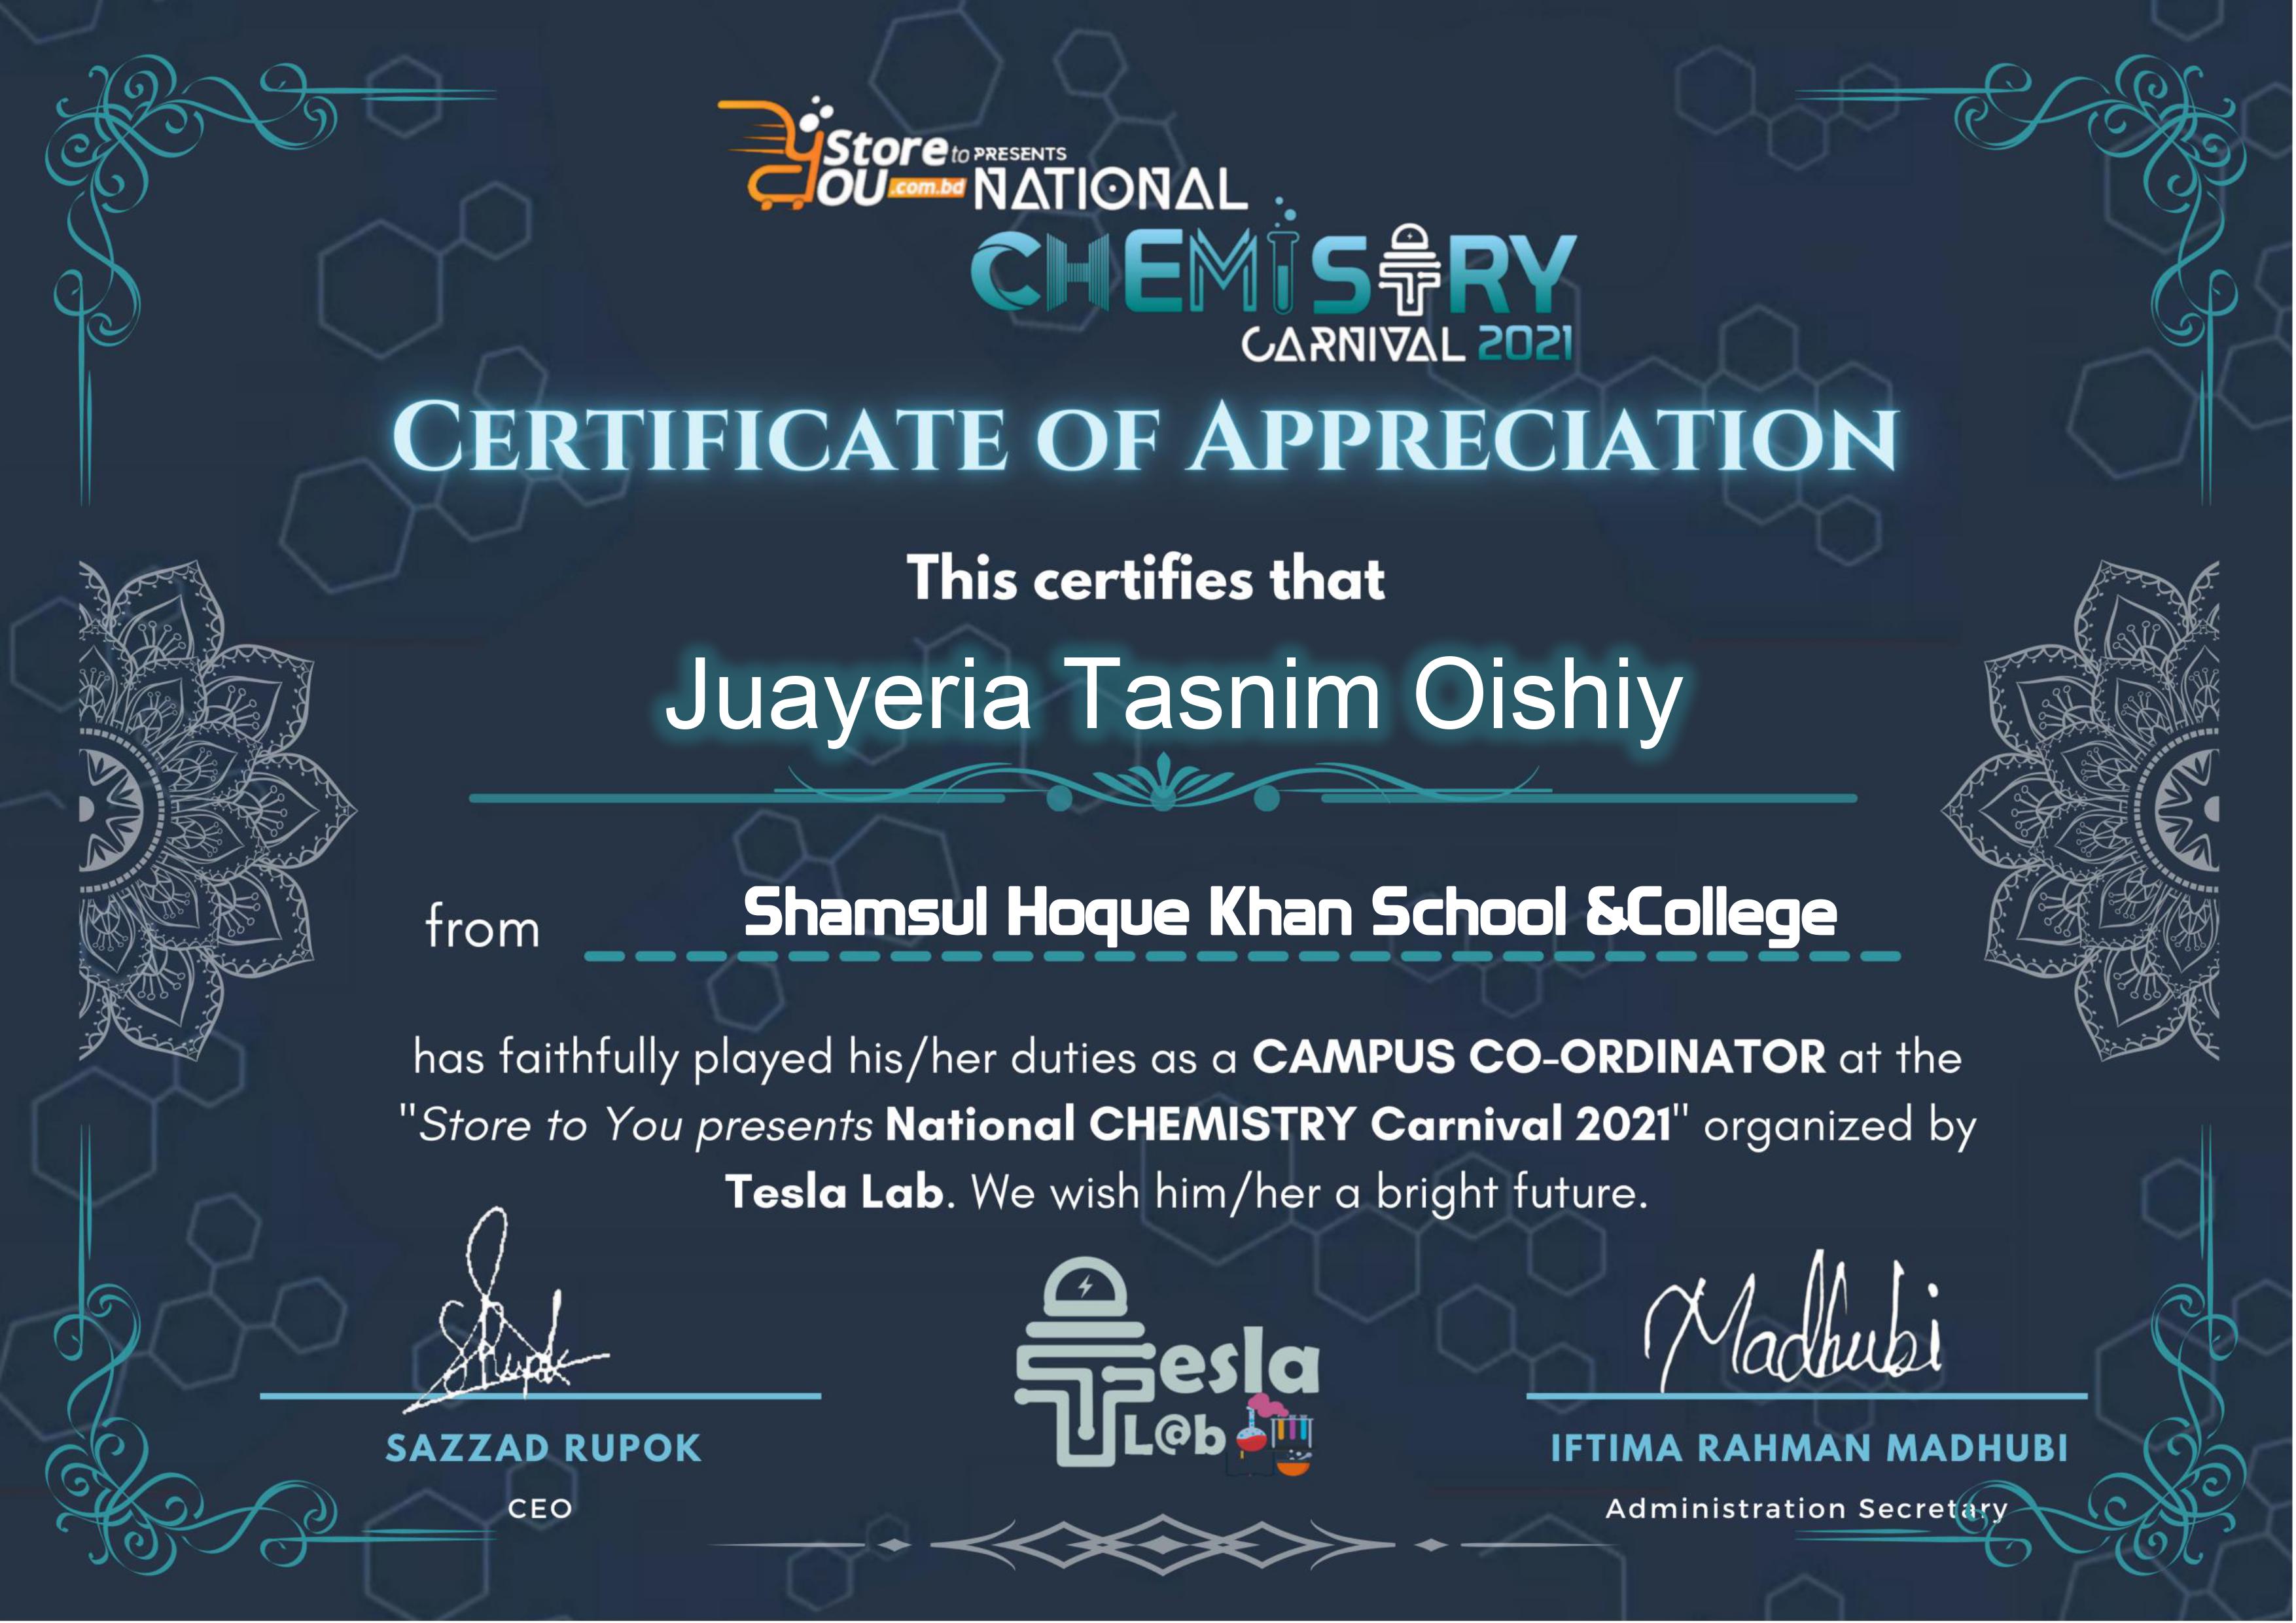 Store to PRESENTS
YOU .com.bd NATIONAL
CHEMISTRY
CARNIVAL 2021
CERTIFICATE OF APPRECIATION
This certifies that
Juayeria Tasnim Oishiy
from Shamsul Hoque Khan School &College
has faithfully played his/her duties as a CAMPUS CO-ORDINATOR at the
"Store to You presents National CHEMISTRY Carnival 2021" organized by
Tesla Lab. We wish him/her a bright future.
SRupok
Madhubi
Tesla
L@b
SAZZAD RUPOK
IFTIMA RAHMAN MADHUBI
CEO
Administration Secretary